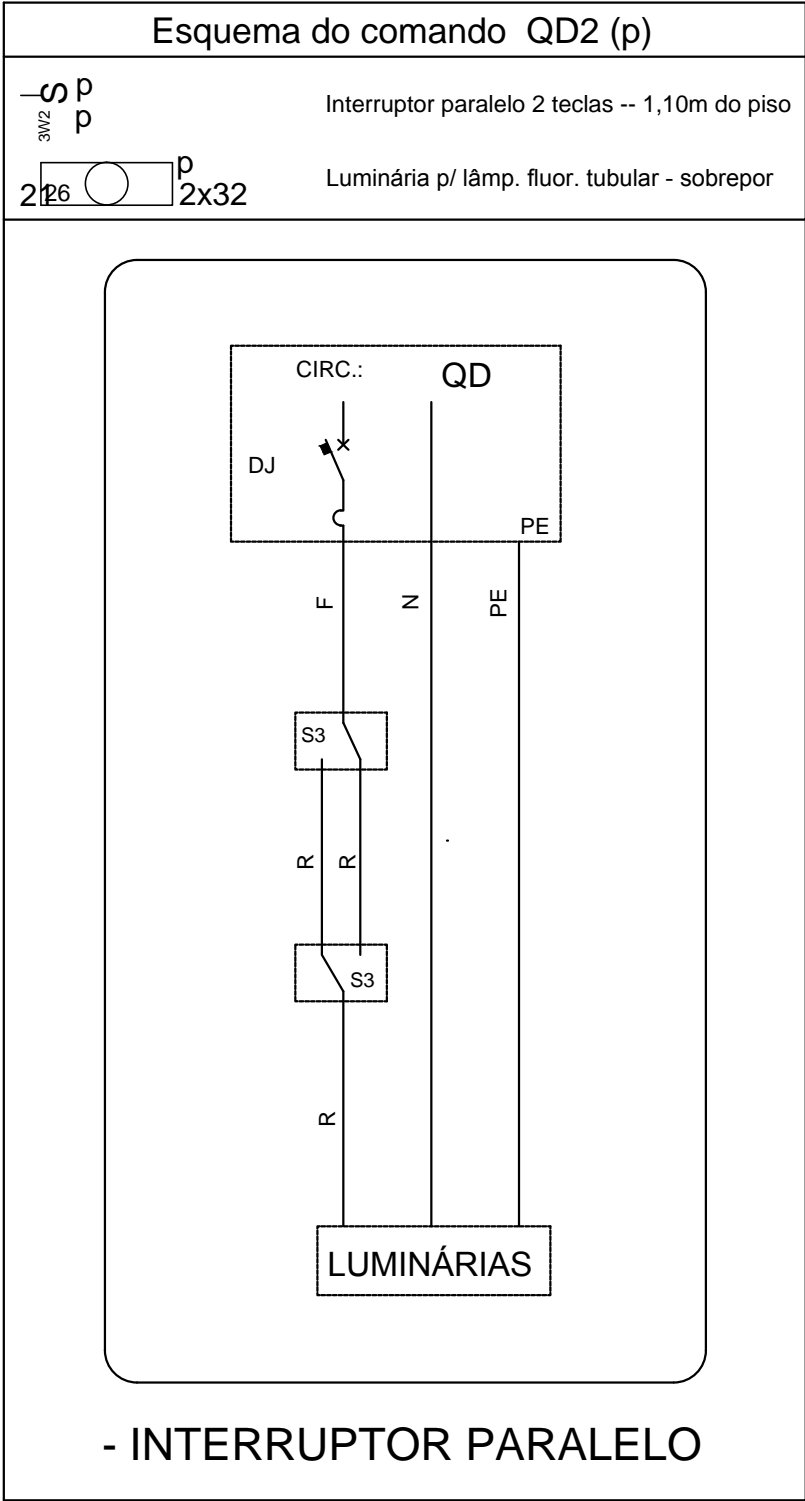 Esquema do comando QD2 (p)
S p
3W2 p
Interruptor paralelo 2 teclas -- 1,10m do piso
p
21 26 2x32
Luminária p/ lâmp. fluor. tubular - sobrepor
CIRC.: QD
DJ
PE
F N PE
S3
R R
S3
R
LUMINÁRIAS
- INTERRUPTOR PARALELO